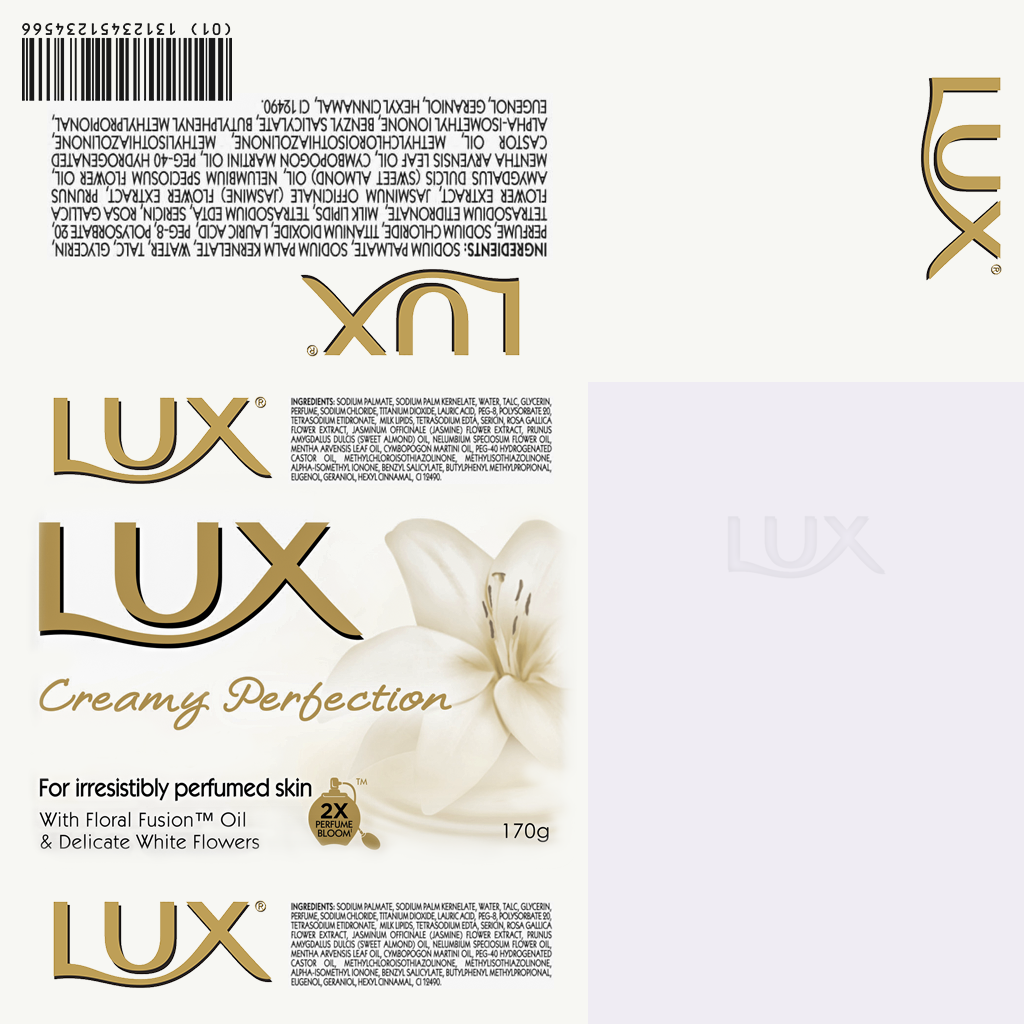 (01) 13123451234566
INGREDIENTS: SODIUM PALMATE, SODIUM PALM KERNELATE, WATER, TALC, GLYCERIN,
PERFUME, SODIUM CHLORIDE, TITANIUM DIOXIDE, LAURIC ACID, PEG-8, POLYSORBATE 20,
TETRASODIUM ETIDRONATE, MILK LIPIDS, TETRASODIUM EDTA, SERICIN, ROSA GALLICA
FLOWER EXTRACT, JASMINUM OFFICINALE (JASMINE) FLOWER EXTRACT, PRUNUS
AMYGDALUS DULCIS (SWEET ALMOND) OIL, NELUMBIUM SPECIOSUM FLOWER OIL,
MENTHA ARVENSIS LEAF OIL, CYMBOPOGON MARTINI OIL, PEG-40 HYDROGENATED
CASTOR OIL, METHYLCHLOROISOTHIAZOLINONE, METHYLISOTHIAZOLINONE,
ALPHA-ISOMETHYL IONONE, BENZYL SALICYLATE, BUTYLPHENYL METHYLPROPIONAL,
EUGENOL, GERANIOL, HEXYL CINNAMAL, CI 12490.
LUX®
LUX®
LUX®
INGREDIENTS: SODIUM PALMATE, SODIUM PALM KERNELATE, WATER, TALC, GLYCERIN,
PERFUME, SODIUM CHLORIDE, TITANIUM DIOXIDE, LAURIC ACID, PEG-8, POLYSORBATE 20,
TETRASODIUM ETIDRONATE, MILK LIPIDS, TETRASODIUM EDTA, SERICIN, ROSA GALLICA
FLOWER EXTRACT, JASMINUM OFFICINALE (JASMINE) FLOWER EXTRACT, PRUNUS
AMYGDALUS DULCIS (SWEET ALMOND) OIL, NELUMBIUM SPECIOSUM FLOWER OIL,
MENTHA ARVENSIS LEAF OIL, CYMBOPOGON MARTINI OIL, PEG-40 HYDROGENATED
CASTOR OIL, METHYLCHLOROISOTHIAZOLINONE, METHYLISOTHIAZOLINONE,
ALPHA-ISOMETHYL IONONE, BENZYL SALICYLATE, BUTYLPHENYL METHYLPROPIONAL,
EUGENOL, GERANIOL, HEXYL CINNAMAL, CI 12490.
LUX
Creamy Perfection
For irresistibly perfumed skin
With Floral Fusion™ Oil
& Delicate White Flowers
™
2X
PERFUME
BLOOM
170g
LUX
LUX®
INGREDIENTS: SODIUM PALMATE, SODIUM PALM KERNELATE, WATER, TALC, GLYCERIN,
PERFUME, SODIUM CHLORIDE, TITANIUM DIOXIDE, LAURIC ACID, PEG-8, POLYSORBATE 20,
TETRASODIUM ETIDRONATE, MILK LIPIDS, TETRASODIUM EDTA, SERICIN, ROSA GALLICA
FLOWER EXTRACT, JASMINUM OFFICINALE (JASMINE) FLOWER EXTRACT, PRUNUS
AMYGDALUS DULCIS (SWEET ALMOND) OIL, NELUMBIUM SPECIOSUM FLOWER OIL,
MENTHA ARVENSIS LEAF OIL, CYMBOPOGON MARTINI OIL, PEG-40 HYDROGENATED
CASTOR OIL, METHYLCHLOROISOTHIAZOLINONE, METHYLISOTHIAZOLINONE,
ALPHA-ISOMETHYL IONONE, BENZYL SALICYLATE, BUTYLPHENYL METHYLPROPIONAL,
EUGENOL, GERANIOL, HEXYL CINNAMAL, CI 12490.